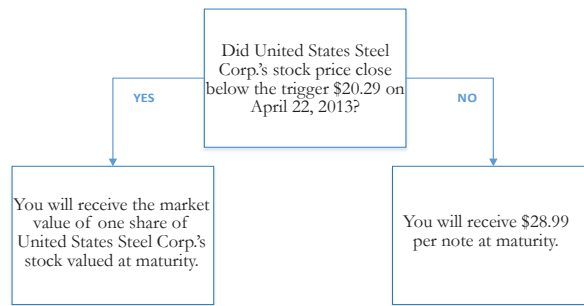 Did United States Steel
Corp.'s stock price close
below the trigger $20.29 on
April 22, 2013?
YES
NO
You will receive the market
value of one share of
United States Steel Corp.'s
stock valued at maturity.
You will receive $28.99
per note at maturity.